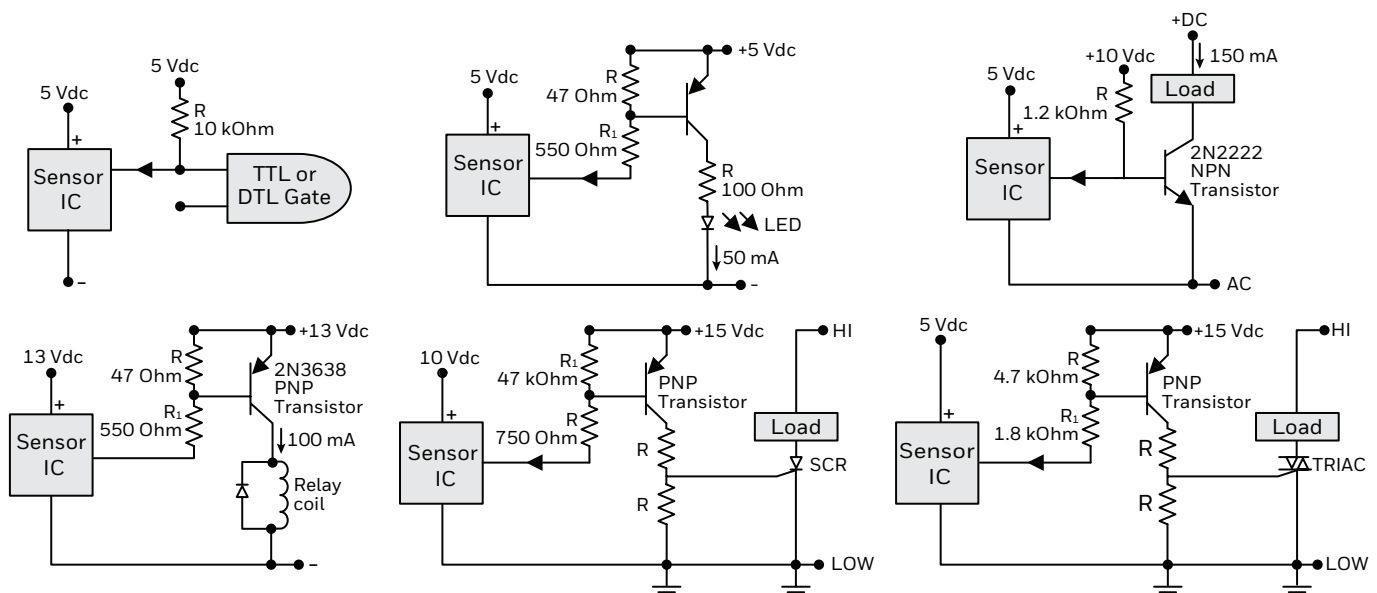 5 Vdc
5 Vdc
+
R
10 kOhm
Sensor
IC
TTL or
DTL Gate
-
+5 Vdc
5 Vdc
+
R
47 Ohm
R1
550 Ohm
Sensor
IC
R
100 Ohm
LED
50 mA
-
+DC
150 mA
+10 Vdc
5 Vdc
+
R
1.2 kOhm
Load
Sensor
IC
2N2222
NPN
Transistor
AC
+13 Vdc
13 Vdc
+
R
47 Ohm
2N3638
PNP
Transistor
R1
550 Ohm
Sensor
IC
100 mA
Relay
coil
-
+15 Vdc
HI
10 Vdc
+
R1
47 kOhm
PNP
Transistor
R
750 Ohm
Sensor
IC
Load
R
SCR
R
LOW
+15 Vdc
HI
5 Vdc
+
R
4.7 kOhm
PNP
Transistor
R1
1.8 kOhm
Sensor
IC
Load
R
TRIAC
R
LOW